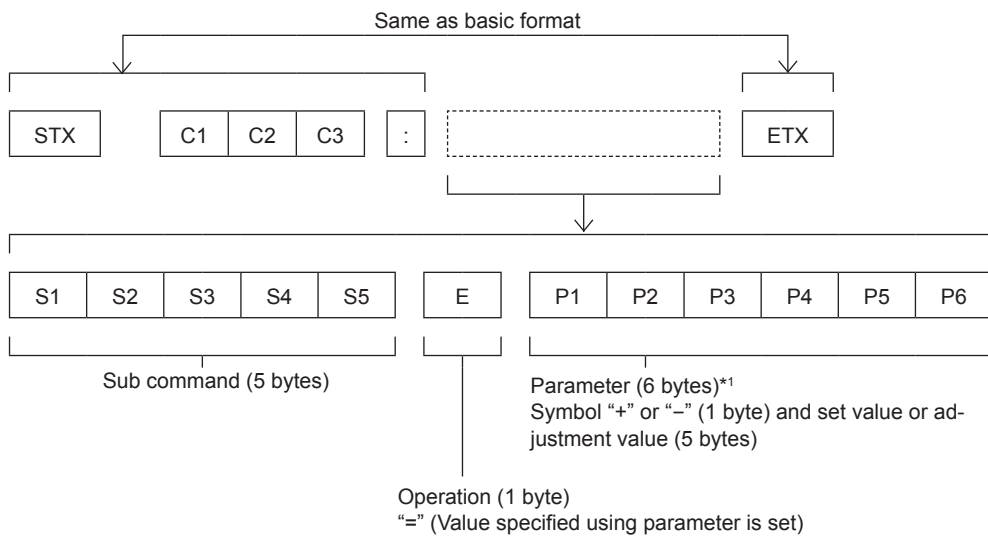 Same as basic format
STX C1 C2 C3 : ETX
S1 S2 S3 S4 S5 E P1 P2 P3 P4 P5 P6
Sub command (5 bytes)
Parameter (6 bytes)*1
Symbol “+” or “−” (1 byte) and set value or ad-
justment value (5 bytes)
Operation (1 byte)
“=” (Value specified using parameter is set)